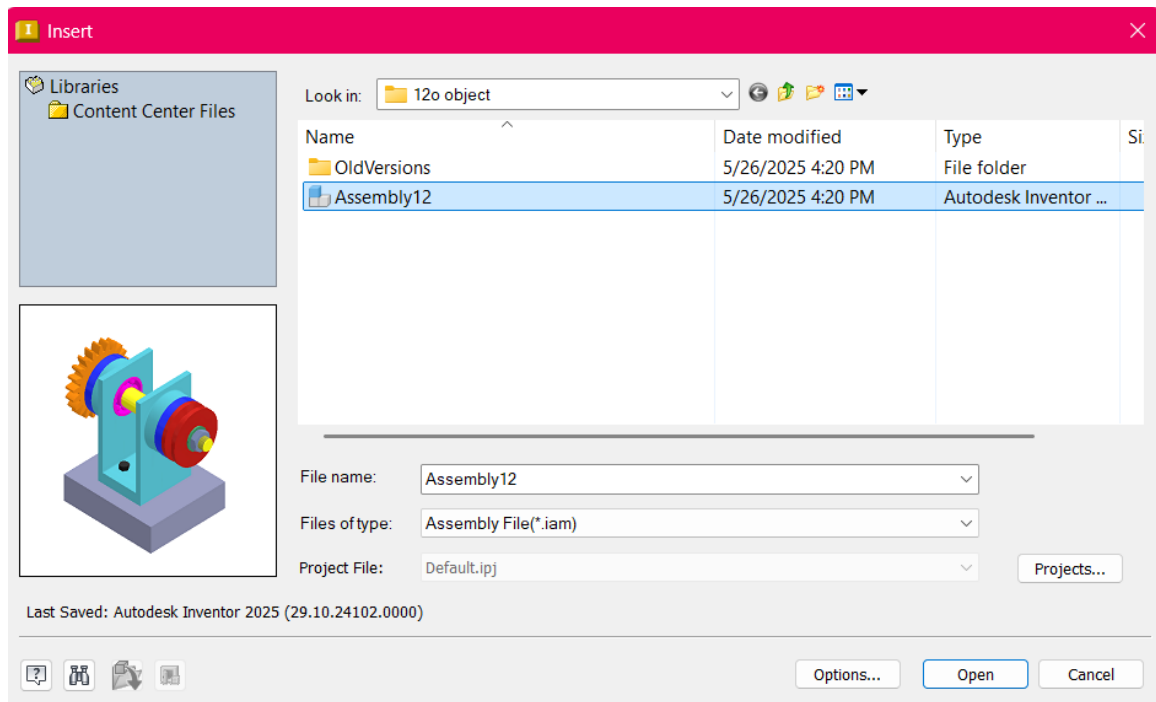 Insert
Libraries
Content Center Files
Look in: 12o object
Name Date modified Type Si
OldVersions 5/26/2025 4:20 PM File folder
Assembly12 5/26/2025 4:20 PM Autodesk Inventor ...
File name: Assembly12
Files of type: Assembly File(*.iam)
Project File: Default.ipj Projects...
Last Saved: Autodesk Inventor 2025 (29.10.24102.0000)
Options... Open Cancel